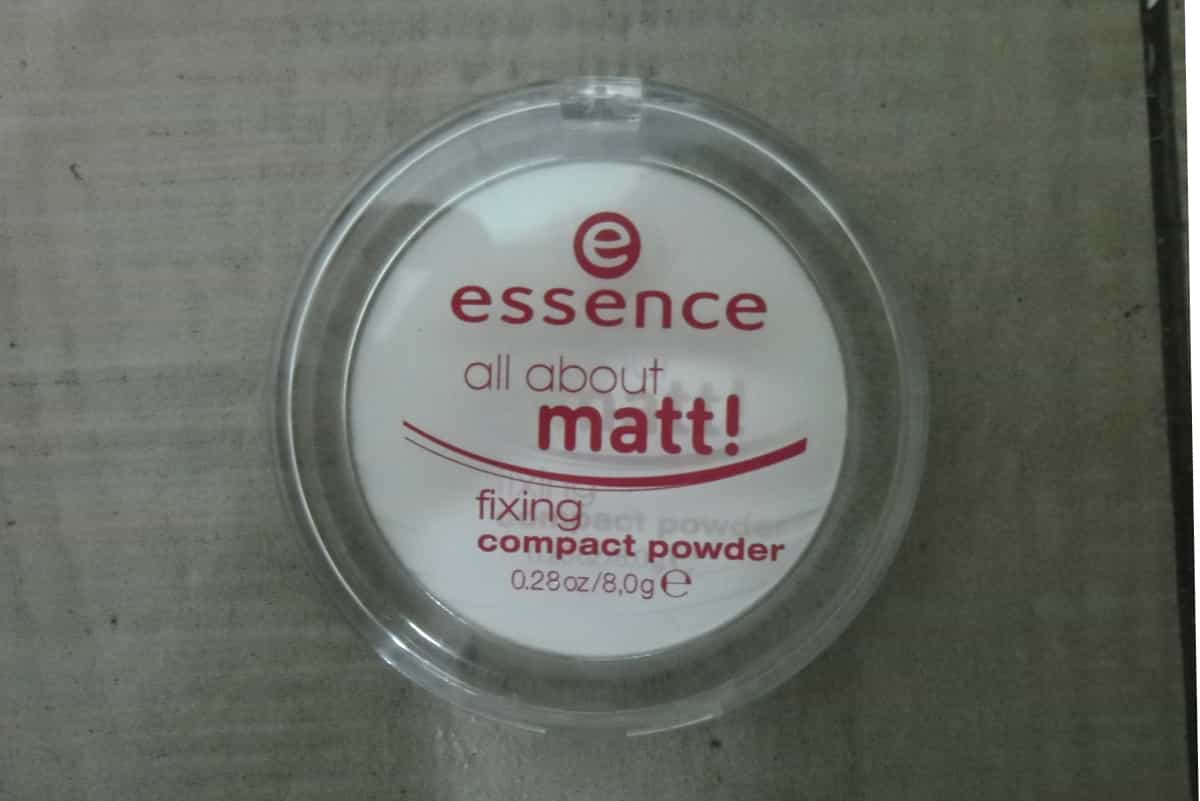 e
essence
all about
matt!
fixing
compact powder
0.28oz/8,0g ℮